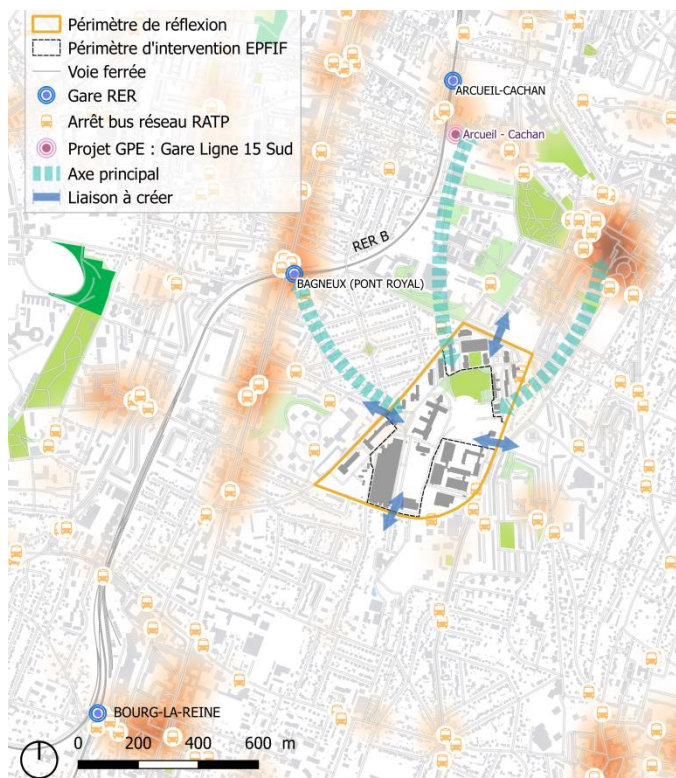 Périmètre de réflexion
Périmètre d'intervention EPFIF
Voie ferrée
Gare RER
Arrêt bus réseau RATP
Projet GPE : Gare Ligne 15 Sud
Axe principal
Liaison à créer
ARCUEIL-CACHAN
Arcueil - Cachan
RER B
BAGNEUX (PONT ROYAL)
BOURG-LA-REINE
0 200 400 600 m